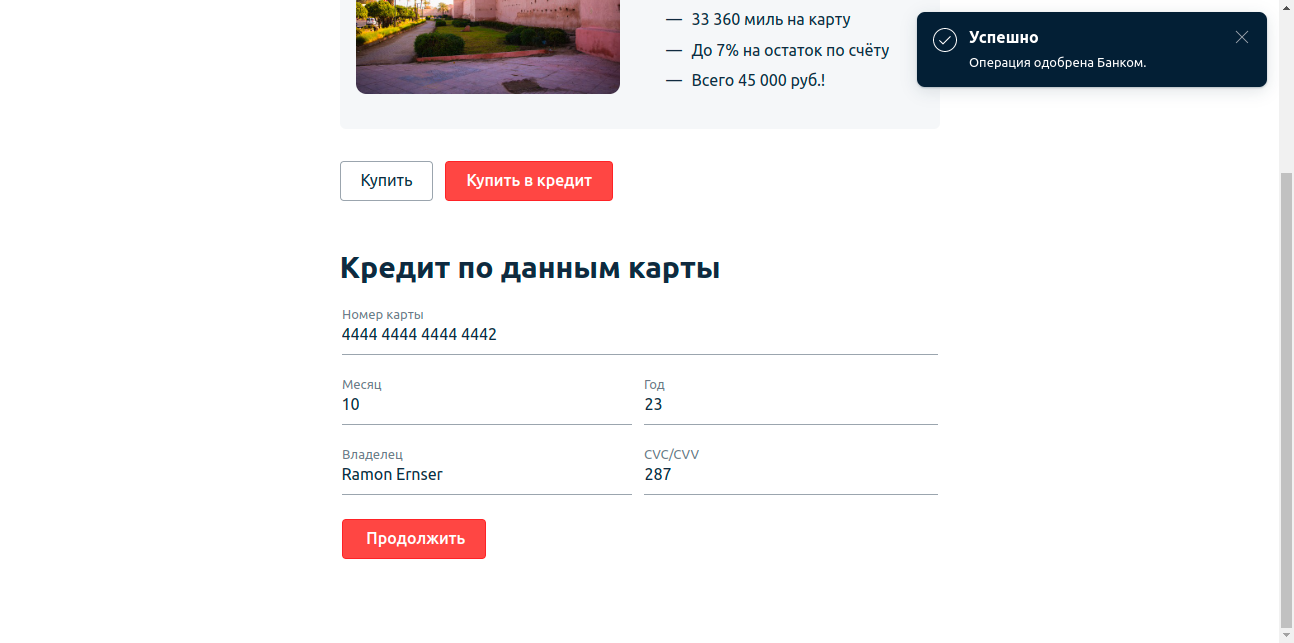 — 33 360 миль на карту
— До 7% на остаток по счёту
— Всего 45 000 руб.!
Успешно
Операция одобрена Банком.
Купить
Купить в кредит
Кредит по данным карты
Номер карты
4444 4444 4444 4442
Месяц
10
Год
23
Владелец
Ramon Ernser
CVC/CVV
287
Продолжить